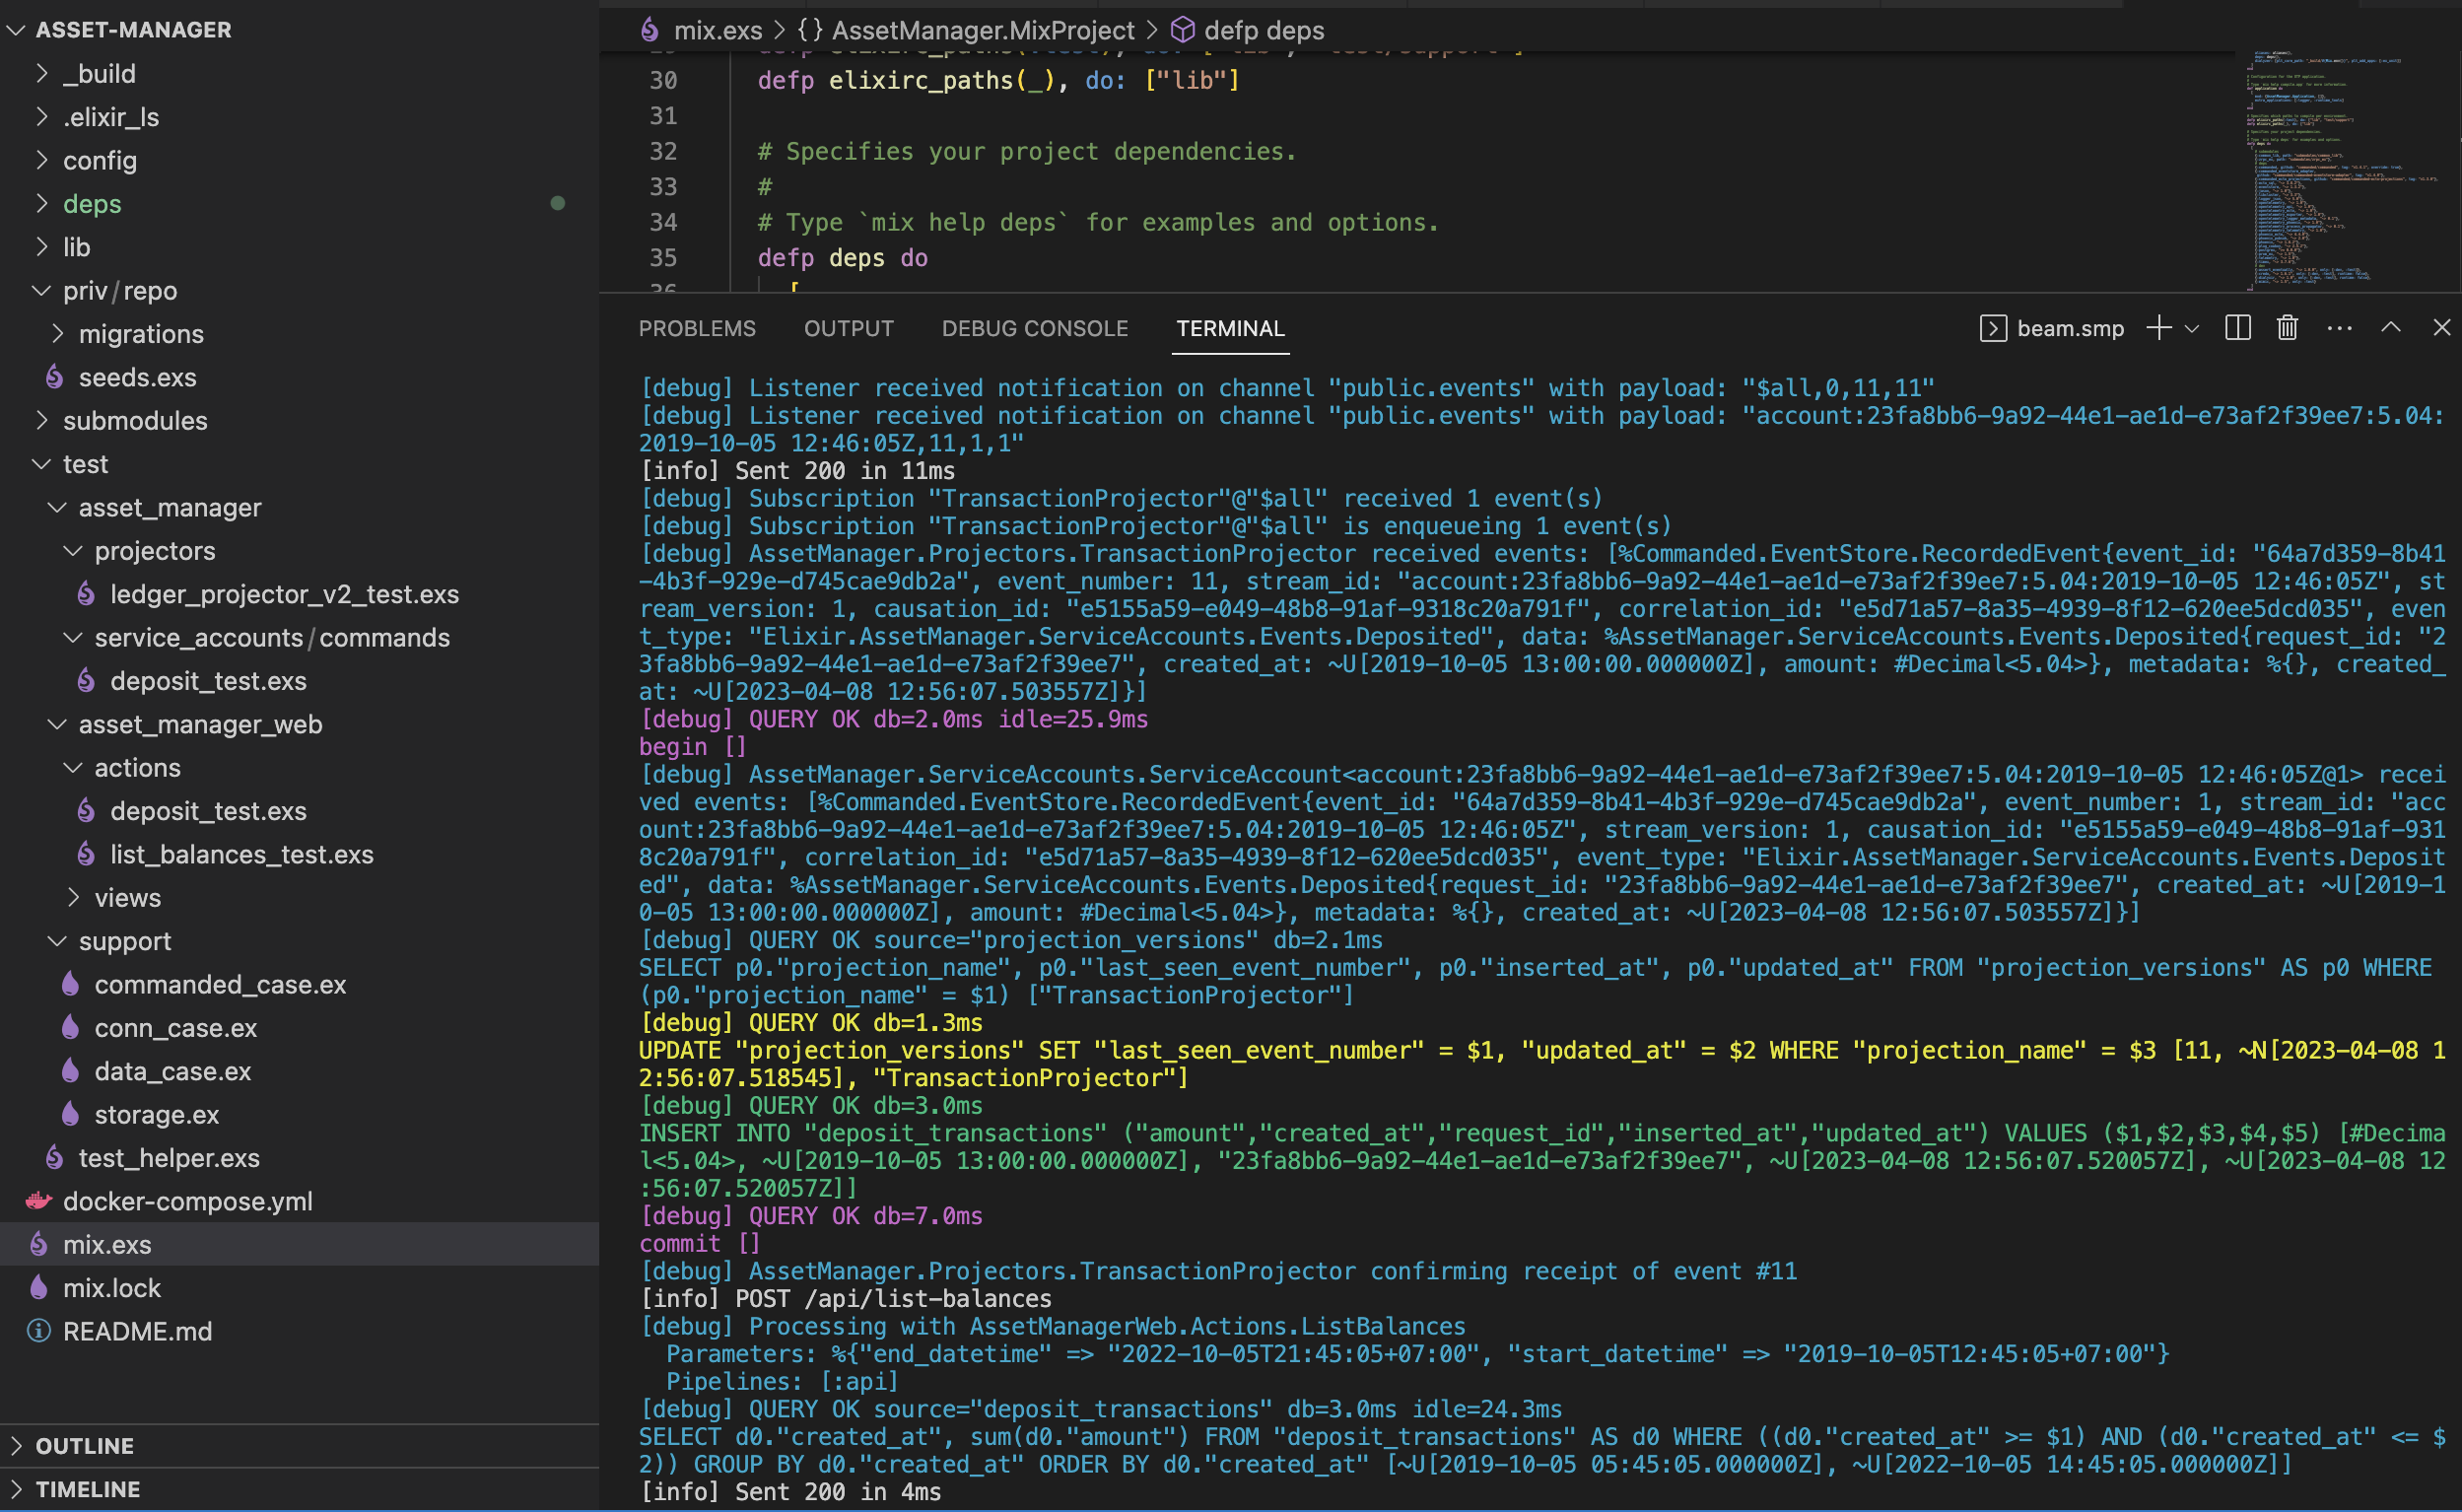 ASSET-MANAGER
_build
.elixir_ls
config
deps
lib
priv/repo
migrations
seeds.exs
submodules
test
asset_manager
projectors
ledger_projector_v2_test.exs
service_accounts/commands
deposit_test.exs
asset_manager_web
actions
deposit_test.exs
list_balances_test.exs
views
support
commanded_case.ex
conn_case.ex
data_case.ex
storage.ex
test_helper.exs
docker-compose.yml
mix.exs
mix.lock
README.md
OUTLINE
TIMELINE
mix.exs > {} AssetManager.MixProject > defp deps
30 defp elixirc_paths(_), do: ["lib"]
31
32 # Specifies your project dependencies.
33 #
34 # Type `mix help deps` for examples and options.
35 defp deps do
36 [
PROBLEMS OUTPUT DEBUG CONSOLE TERMINAL beam.smp
[debug] Listener received notification on channel "public.events" with payload: "$all,0,11,11"
[debug] Listener received notification on channel "public.events" with payload: "account:23fa8bb6-9a92-44e1-ae1d-e73af2f39ee7:5.04:
2019-10-05 12:46:05Z,11,1,1"
[info] Sent 200 in 11ms
[debug] Subscription "TransactionProjector"@"$all" received 1 event(s)
[debug] Subscription "TransactionProjector"@"$all" is enqueueing 1 event(s)
[debug] AssetManager.Projectors.TransactionProjector received events: [%Commanded.EventStore.RecordedEvent{event_id: "64a7d359-8b41
-4b3f-929e-d745cae9db2a", event_number: 11, stream_id: "account:23fa8bb6-9a92-44e1-ae1d-e73af2f39ee7:5.04:2019-10-05 12:46:05Z", st
ream_version: 1, causation_id: "e5155a59-e049-48b8-91af-9318c20a791f", correlation_id: "e5d71a57-8a35-4939-8f12-620ee5dcd035", even
t_type: "Elixir.AssetManager.ServiceAccounts.Events.Deposited", data: %AssetManager.ServiceAccounts.Events.Deposited{request_id: "2
3fa8bb6-9a92-44e1-ae1d-e73af2f39ee7", created_at: ~U[2019-10-05 13:00:00.000000Z], amount: #Decimal<5.04>}, metadata: %{}, created_
at: ~U[2023-04-08 12:56:07.503557Z]}]
[debug] QUERY OK db=2.0ms idle=25.9ms
begin []
[debug] AssetManager.ServiceAccounts.ServiceAccount<account:23fa8bb6-9a92-44e1-ae1d-e73af2f39ee7:5.04:2019-10-05 12:46:05Z@1> recei
ved events: [%Commanded.EventStore.RecordedEvent{event_id: "64a7d359-8b41-4b3f-929e-d745cae9db2a", event_number: 1, stream_id: "acc
ount:23fa8bb6-9a92-44e1-ae1d-e73af2f39ee7:5.04:2019-10-05 12:46:05Z", stream_version: 1, causation_id: "e5155a59-e049-48b8-91af-931
8c20a791f", correlation_id: "e5d71a57-8a35-4939-8f12-620ee5dcd035", event_type: "Elixir.AssetManager.ServiceAccounts.Events.Deposit
ed", data: %AssetManager.ServiceAccounts.Events.Deposited{request_id: "23fa8bb6-9a92-44e1-ae1d-e73af2f39ee7", created_at: ~U[2019-1
0-05 13:00:00.000000Z], amount: #Decimal<5.04>}, metadata: %{}, created_at: ~U[2023-04-08 12:56:07.503557Z]}]
[debug] QUERY OK source="projection_versions" db=2.1ms
SELECT p0."projection_name", p0."last_seen_event_number", p0."inserted_at", p0."updated_at" FROM "projection_versions" AS p0 WHERE
(p0."projection_name" = $1) ["TransactionProjector"]
[debug] QUERY OK db=1.3ms
UPDATE "projection_versions" SET "last_seen_event_number" = $1, "updated_at" = $2 WHERE "projection_name" = $3 [11, ~N[2023-04-08 1
2:56:07.518545], "TransactionProjector"]
[debug] QUERY OK db=3.0ms
INSERT INTO "deposit_transactions" ("amount","created_at","request_id","inserted_at","updated_at") VALUES ($1,$2,$3,$4,$5) [#Decima
l<5.04>, ~U[2019-10-05 13:00:00.000000Z], "23fa8bb6-9a92-44e1-ae1d-e73af2f39ee7", ~U[2023-04-08 12:56:07.520057Z], ~U[2023-04-08 12
:56:07.520057Z]]
[debug] QUERY OK db=7.0ms
commit []
[debug] AssetManager.Projectors.TransactionProjector confirming receipt of event #11
[info] POST /api/list-balances
[debug] Processing with AssetManagerWeb.Actions.ListBalances
Parameters: %{"end_datetime" => "2022-10-05T21:45:05+07:00", "start_datetime" => "2019-10-05T12:45:05+07:00"}
Pipelines: [:api]
[debug] QUERY OK source="deposit_transactions" db=3.0ms idle=24.3ms
SELECT d0."created_at", sum(d0."amount") FROM "deposit_transactions" AS d0 WHERE ((d0."created_at" >= $1) AND (d0."created_at" <= $
2)) GROUP BY d0."created_at" ORDER BY d0."created_at" [~U[2019-10-05 05:45:05.000000Z], ~U[2022-10-05 14:45:05.000000Z]]
[info] Sent 200 in 4ms